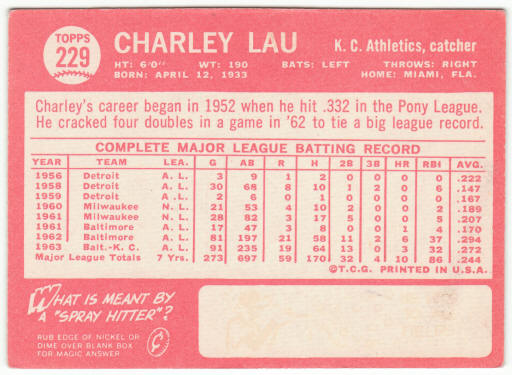 TOPPS
229
CHARLEY LAU
K. C. Athletics, catcher
HT: 6'0" WT: 190 BATS: LEFT THROWS: RIGHT
BORN: APRIL 12, 1933 HOME: MIAMI, FLA.
Charley's career began in 1952 when he hit .332 in the Pony League.
He cracked four doubles in a game in '62 to tie a big league record.
COMPLETE MAJOR LEAGUE BATTING RECORD
YEAR TEAM LEA. G AB R H 2B 3B HR RBI AVG.
1956 Detroit A. L. 3 9 1 2 0 0 0 0 .222
1958 Detroit A. L. 30 68 8 10 1 2 0 6 .147
1959 Detroit A. L. 2 6 0 1 0 0 0 0 .167
1960 Milwaukee N. L. 21 53 4 10 2 0 0 2 .189
1961 Milwaukee N. L. 28 82 3 17 5 0 0 5 .207
1961 Baltimore A. L. 17 47 3 8 0 0 1 4 .170
1962 Baltimore A. L. 81 197 21 58 11 2 6 37 .294
1963 Balt.-K. C. A. L. 91 235 19 64 13 0 3 32 .272
Major League Totals 7 Yrs. 273 697 59 170 32 4 10 86 .244
©T.C.G. PRINTED IN U.S.A.
WHAT IS MEANT BY
A "SPRAY HITTER"?
RUB EDGE OF NICKEL OR
DIME OVER BLANK BOX
FOR MAGIC ANSWER